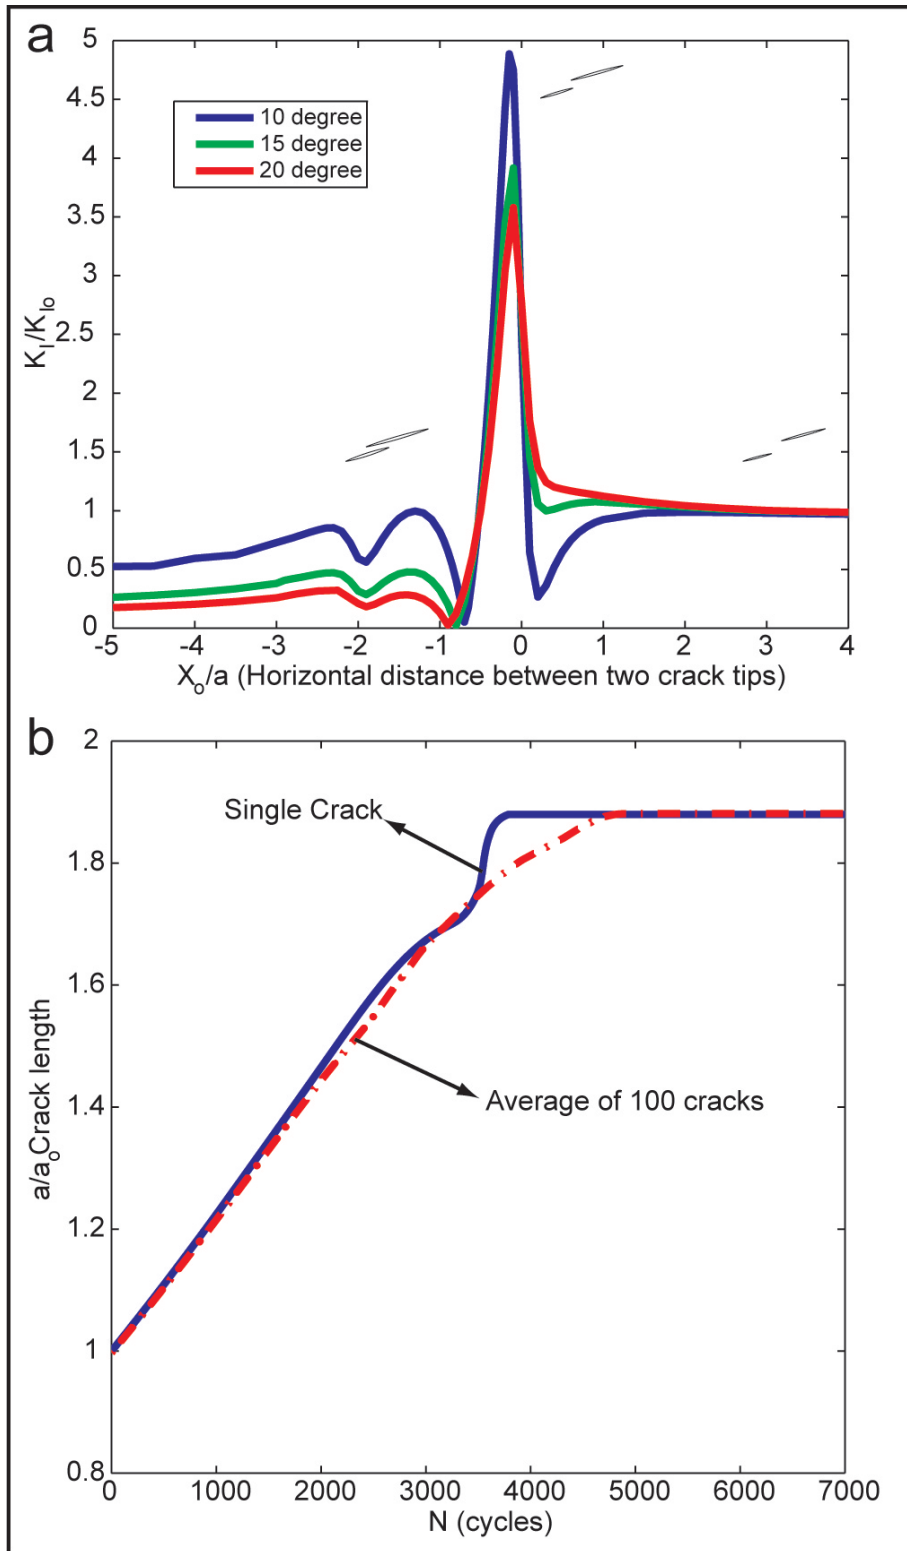 a
5
4.5
4
3.5
3
2.5
2
1.5
1
0.5
0
K_I/K_Io
10 degree
15 degree
20 degree
-5 -4 -3 -2 -1 0 1 2 3 4
X_o/a (Horizontal distance between two crack tips)
b
2
1.8
1.6
1.4
1.2
1
0.8
a/a_oCrack length
Single Crack
Average of 100 cracks
0 1000 2000 3000 4000 5000 6000 7000
N (cycles)